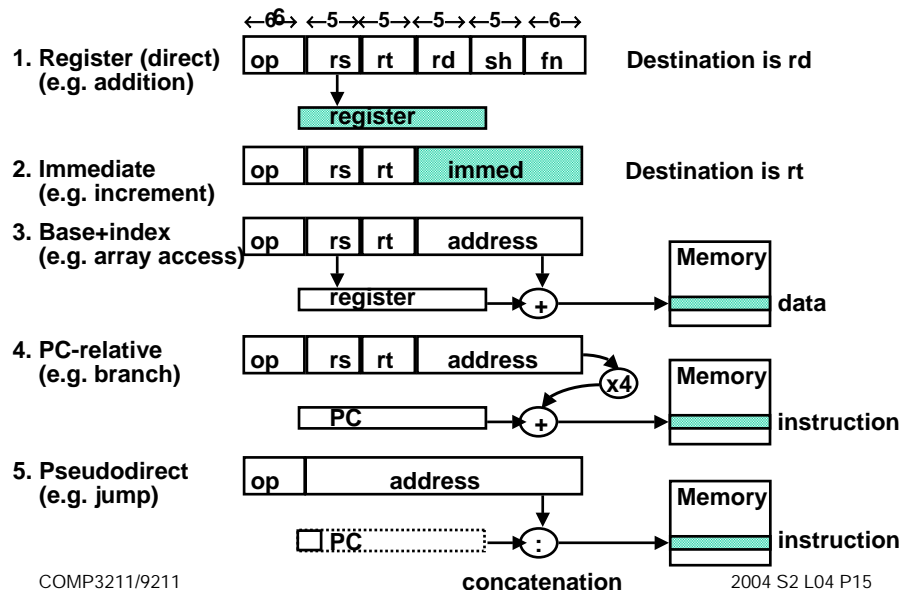 ←6→ ←5→ ←5→ ←5→ ←5→ ←6→
1. Register (direct)
(e.g. addition)
op rs rt rd sh fn
Destination is rd
register
2. Immediate
(e.g. increment)
op rs rt immed
Destination is rt
3. Base+index
(e.g. array access)
op rs rt address
Memory
register
+
data
4. PC-relative
(e.g. branch)
op rs rt address
x4
Memory
PC
+
instruction
5. Pseudodirect
(e.g. jump)
op address
Memory
PC
:
instruction
COMP3211/9211
concatenation
2004 S2 L04 P15